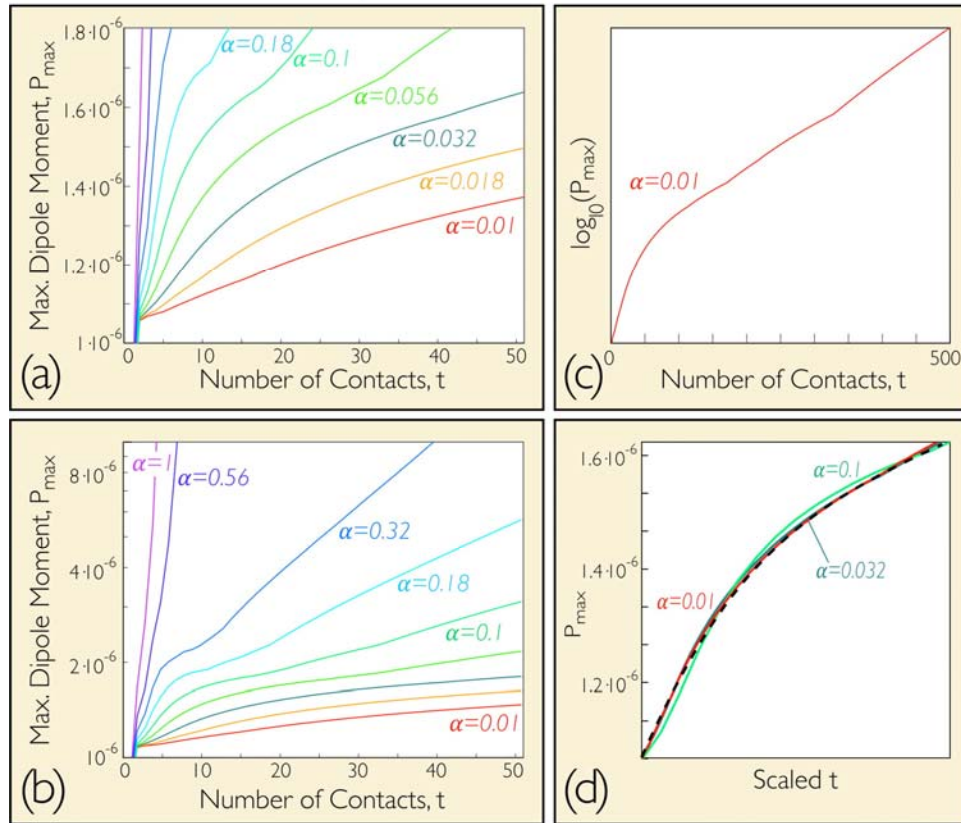 1.8·10⁻⁶
1.6·10⁻⁶
1.4·10⁻⁶
1.2·10⁻⁶
1·10⁻⁶
Max. Dipole Moment, P_max
α=0.18
α=0.1
α=0.056
α=0.032
α=0.018
α=0.01
0 10 20 30 40 50
Number of Contacts, t
(a)
log₁₀(P_max)
α=0.01
0 500
Number of Contacts, t
(c)
8·10⁻⁶
4·10⁻⁶
2·10⁻⁶
10⁻⁶
Max. Dipole Moment, P_max
α=1
α=0.56
α=0.32
α=0.18
α=0.1
α=0.01
0 10 20 30 40 50
Number of Contacts, t
(b)
1.6·10⁻⁶
1.4·10⁻⁶
1.2·10⁻⁶
P_max
α=0.1
α=0.032
α=0.01
Scaled t
(d)